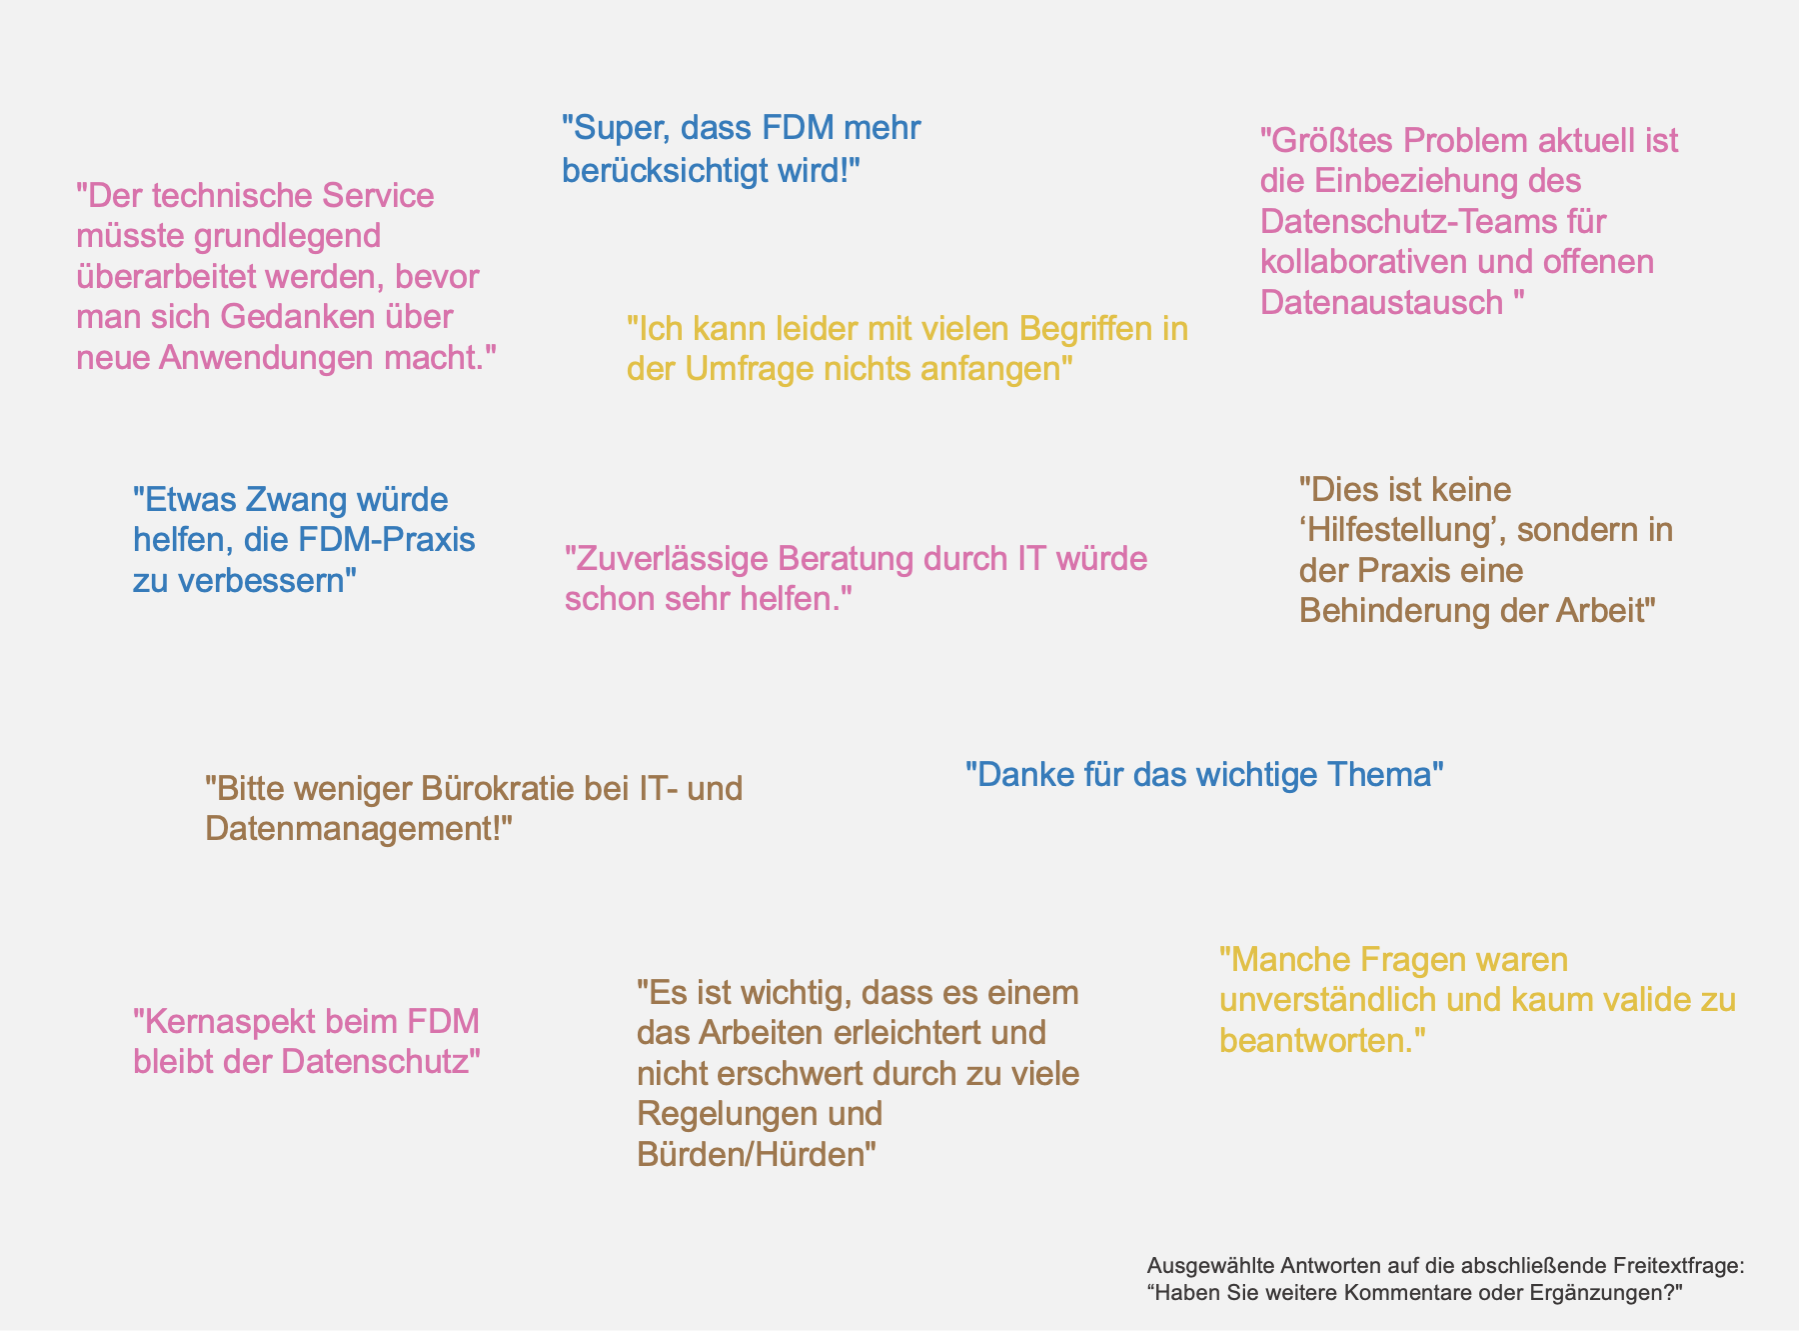 "Super, dass FDM mehr
berücksichtigt wird!"
"Größtes Problem aktuell ist
die Einbeziehung des
Datenschutz-Teams für
kollaborativen und offenen
Datenaustausch "
"Der technische Service
müsste grundlegend
überarbeitet werden, bevor
man sich Gedanken über
neue Anwendungen macht."
"Ich kann leider mit vielen Begriffen in
der Umfrage nichts anfangen"
"Etwas Zwang würde
helfen, die FDM-Praxis
zu verbessern"
"Zuverlässige Beratung durch IT würde
schon sehr helfen."
"Dies ist keine
‘Hilfestellung’, sondern in
der Praxis eine
Behinderung der Arbeit"
"Bitte weniger Bürokratie bei IT- und
Datenmanagement!"
"Danke für das wichtige Thema"
"Kernaspekt beim FDM
bleibt der Datenschutz"
"Es ist wichtig, dass es einem
das Arbeiten erleichtert und
nicht erschwert durch zu viele
Regelungen und
Bürden/Hürden"
"Manche Fragen waren
unverständlich und kaum valide zu
beantworten."
Ausgewählte Antworten auf die abschließende Freitextfrage:
“Haben Sie weitere Kommentare oder Ergänzungen?"